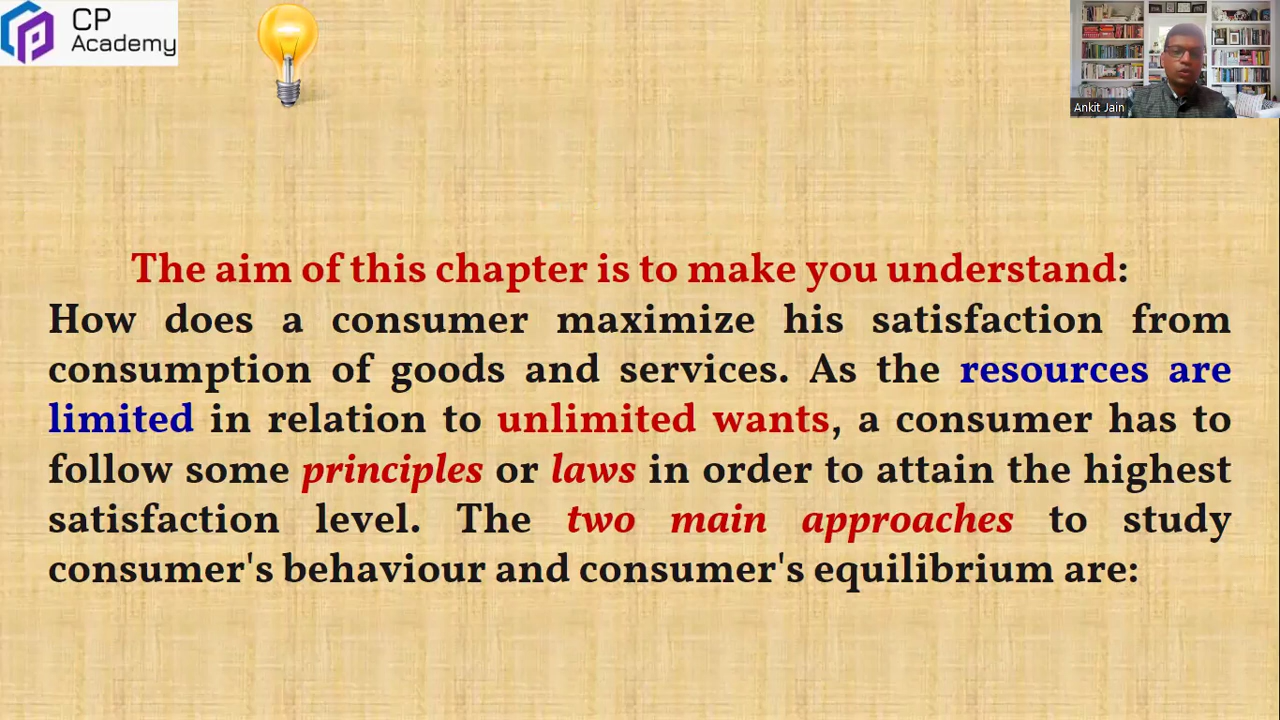 CP
Academy
Ankit Jain
The aim of this chapter is to make you understand:
How does a consumer maximize his satisfaction from
consumption of goods and services. As the resources are
limited in relation to unlimited wants, a consumer has to
follow some principles or laws in order to attain the highest
satisfaction level. The two main approaches to study
consumer's behaviour and consumer's equilibrium are: